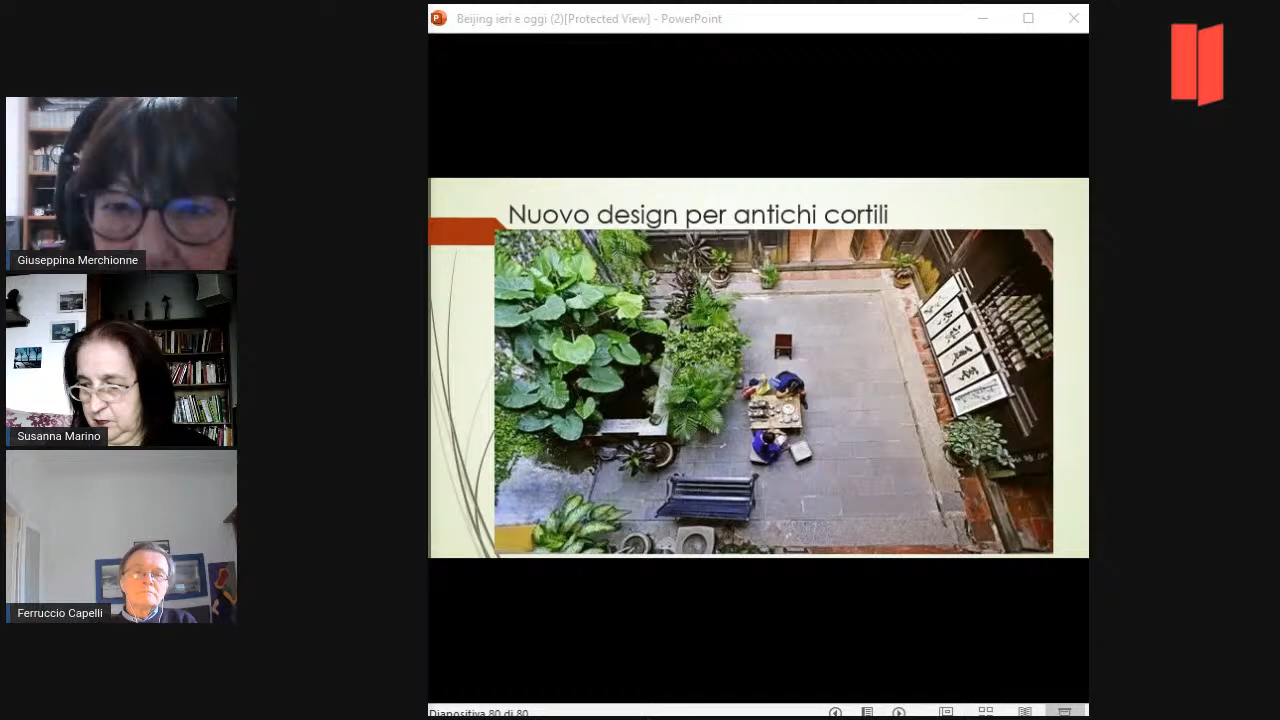 Beijing ieri e oggi (2)[Protected View] - PowerPoint
Nuovo design per antichi cortili
Giuseppina Merchionne
Susanna Marino
Ferruccio Capelli
Diapositiva 80 di 80